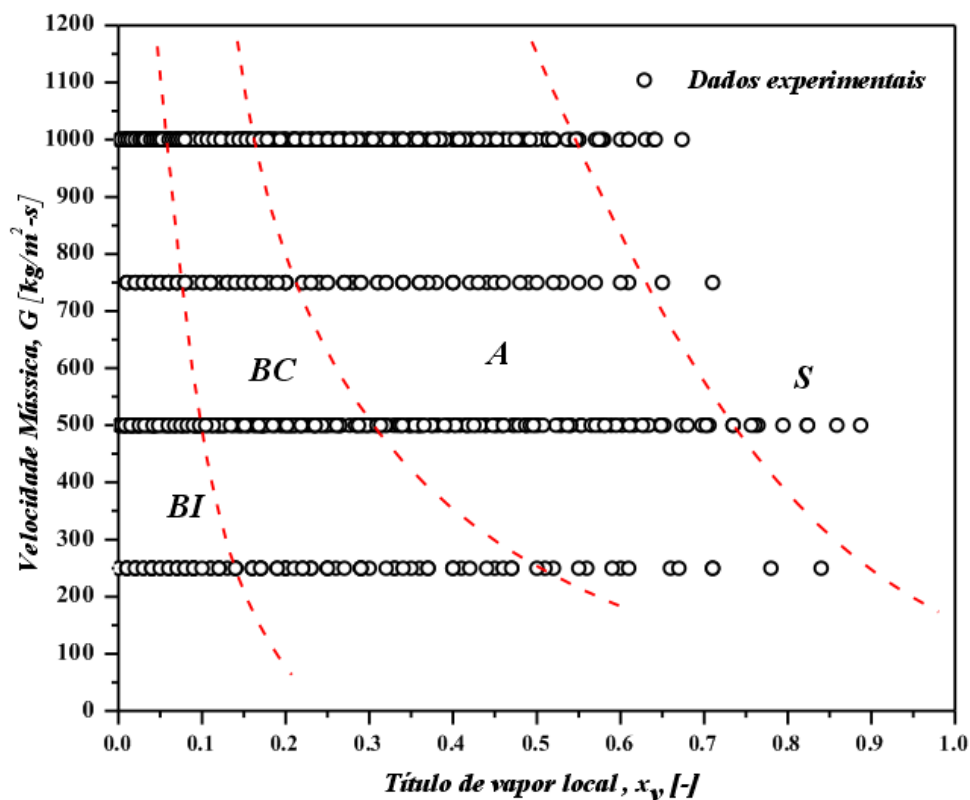 1200
1100
1000
900
800
700
600
500
400
300
200
100
0
Velocidade Mássica, G [kg/m²-s]
Dados experimentais
BI
BC
A
S
0.0 0.1 0.2 0.3 0.4 0.5 0.6 0.7 0.8 0.9 1.0
Título de vapor local , xᵥ [-]